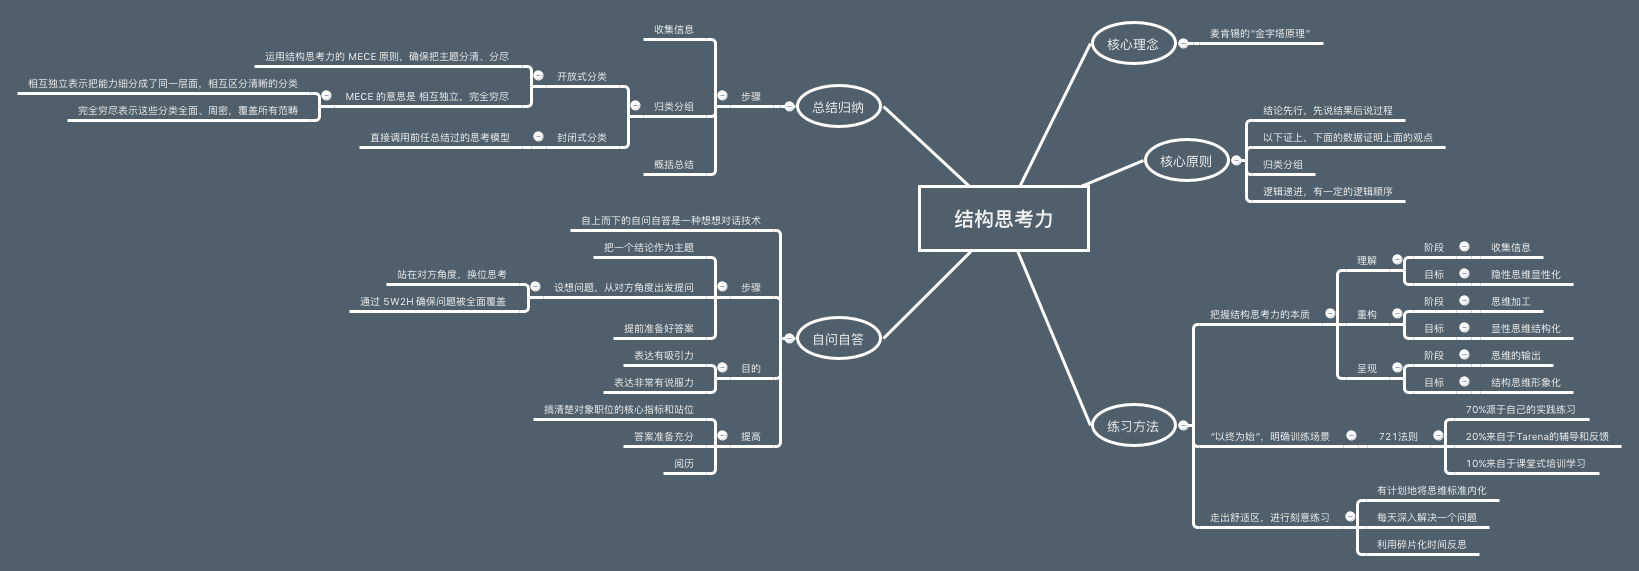 结构思考力
核心理念
麦肯锡的“金字塔原理”
核心原则
结论先行，先说结果后说过程
以下证上，下面的数据证明上面的观点
归类分组
逻辑递进，有一定的逻辑顺序
练习方法
把握结构思考力的本质
理解
阶段
收集信息
目标
隐性思维显性化
重构
阶段
思维加工
目标
显性思维结构化
呈现
阶段
思维的输出
目标
结构思维形象化
“以终为始”，明确训练场景
721法则
70%源于自己的实践练习
20%来自于Tarena的辅导和反馈
10%来自于课堂式培训学习
走出舒适区，进行刻意练习
有计划地将思维标准内化
每天深入解决一个问题
利用碎片化时间反思
总结归纳
步骤
收集信息
归类分组
开放式分类
运用结构思考力的 MECE 原则，确保把主题分清、分尽
MECE 的意思是 相互独立，完全穷尽
相互独立表示把能力细分成了同一层面，相互区分清晰的分类
完全穷尽表示这些分类全面、周密，覆盖所有范畴
封闭式分类
直接调用前任总结过的思考模型
概括总结
自问自答
自上而下的自问自答是一种想想对话技术
步骤
把一个结论作为主题
设想问题，从对方角度出发提问
站在对方角度，换位思考
通过 5W2H 确保问题被全面覆盖
提前准备好答案
目的
表达有吸引力
表达非常有说服力
提高
搞清楚对象职位的核心指标和站位
答案准备充分
阅历